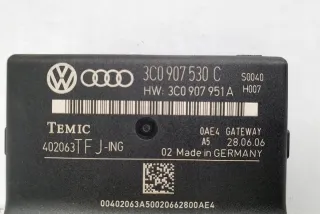 3C0 907 530 C S0040
HW: 3C0 907 951 A H007
TEMIC 0AE4 GATEWAY
402063TFJ-ING A5 28.06.06
02 Made in GERMANY
00402063A50020662800AE4